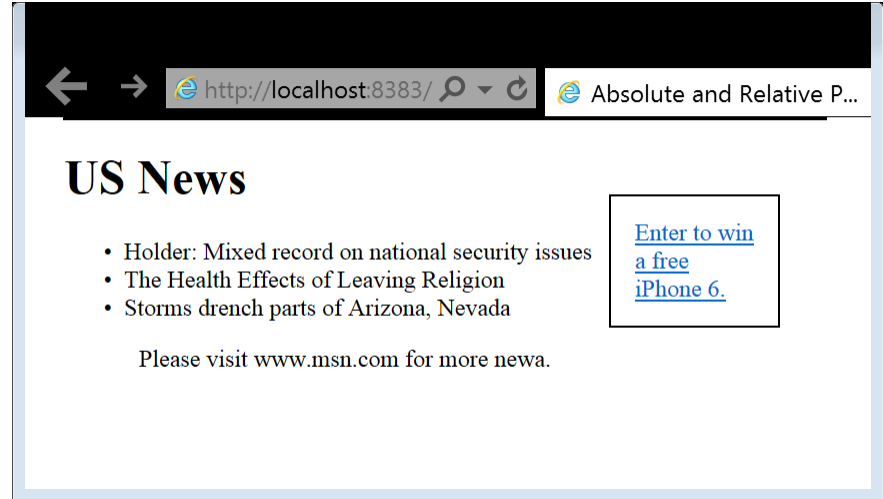 http://localhost:8383/
Absolute and Relative P...
US News
• Holder: Mixed record on national security issues
• The Health Effects of Leaving Religion
• Storms drench parts of Arizona, Nevada
Enter to win
a free
iPhone 6.
Please visit www.msn.com for more newa.